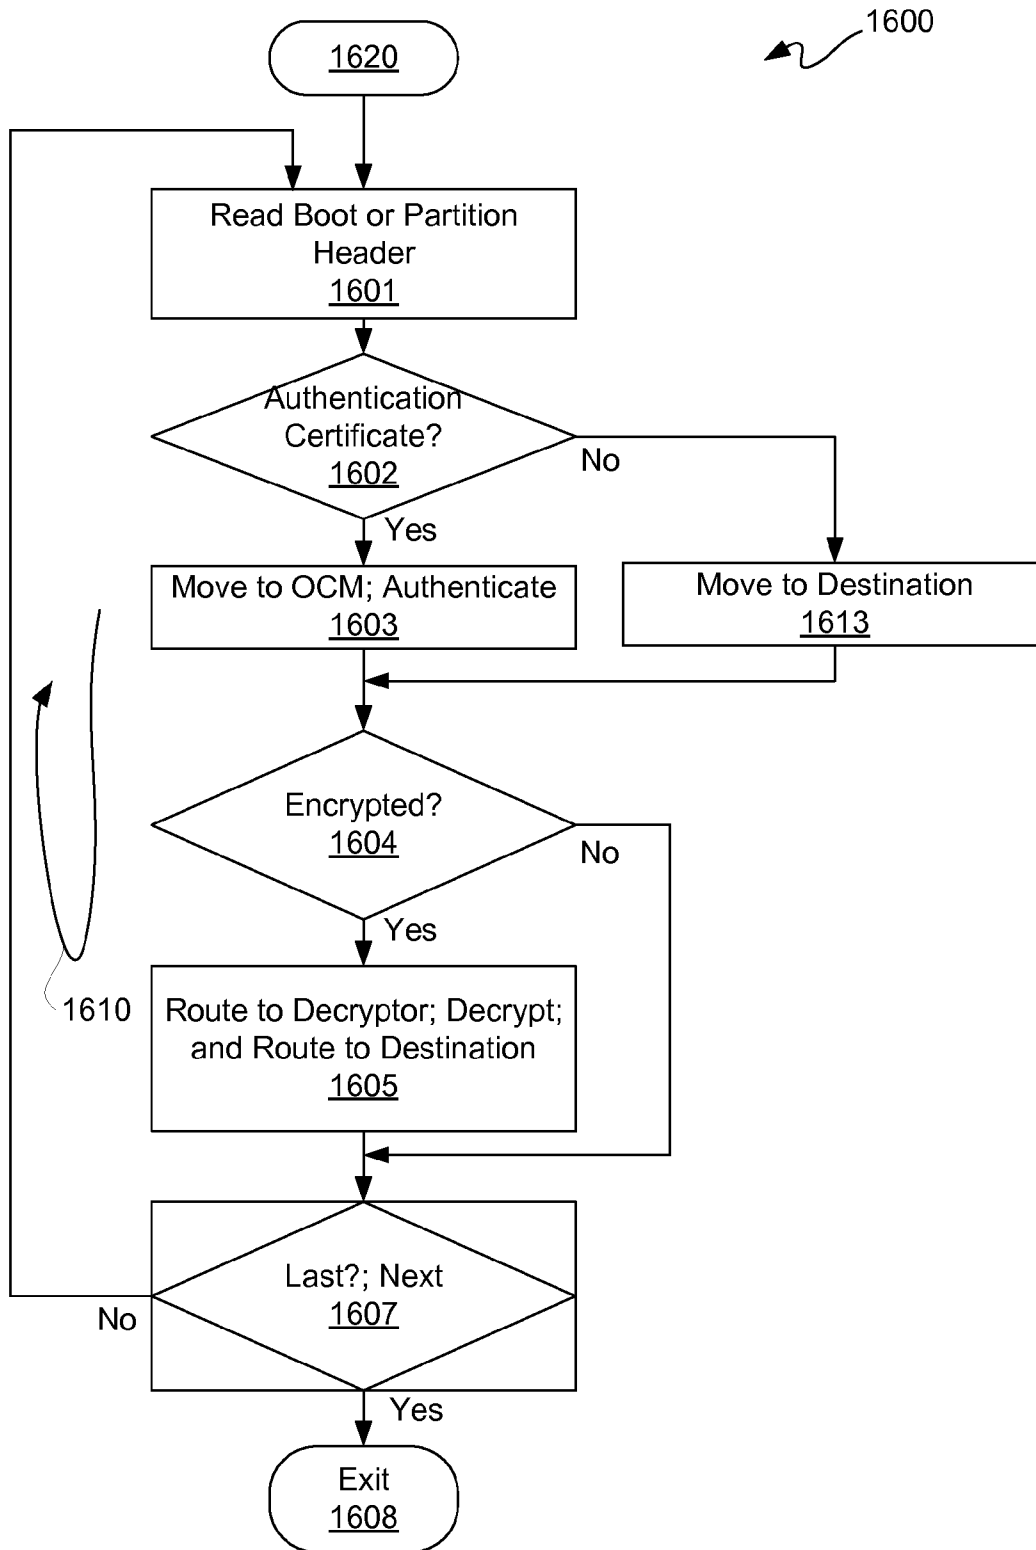 1600
1620
Read Boot or Partition
Header
1601
Authentication
Certificate?
1602
No
Yes
Move to OCM; Authenticate
1603
Move to Destination
1613
Encrypted?
1604
No
Yes
1610
Route to Decryptor; Decrypt;
and Route to Destination
1605
Last?; Next
1607
No
Yes
Exit
1608